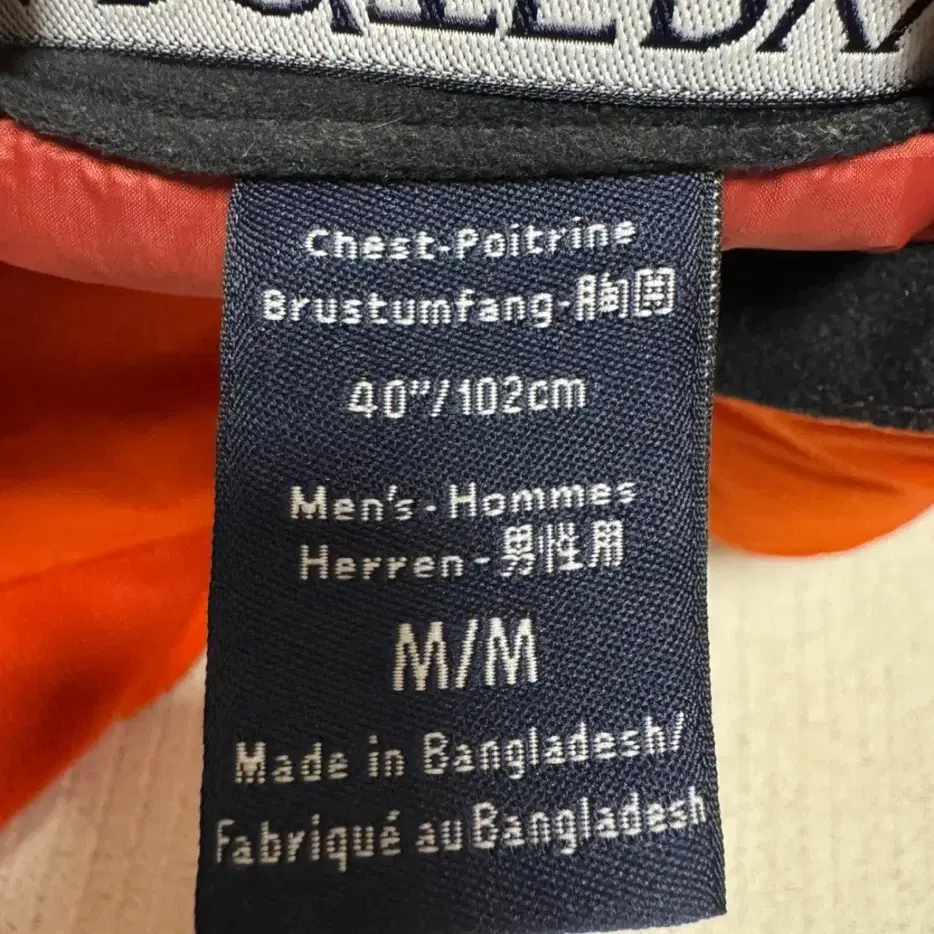 Chest-Poitrine
Brustumfang-胸囲
40"/102cm
Men's-Hommes
Herren-男性用
M/M
Made in Bangladesh/
Fabriqué au Bangladesh